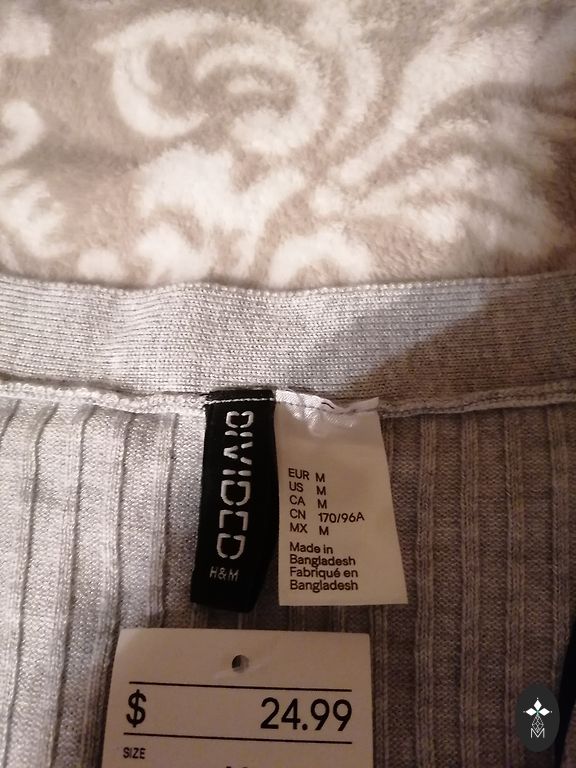 DIVIDED
H&M
EUR M
US M
CA M
CN 170/96A
MX M
Made in
Bangladesh
Fabriqué en
Bangladesh
$ 24.99
SIZE
M